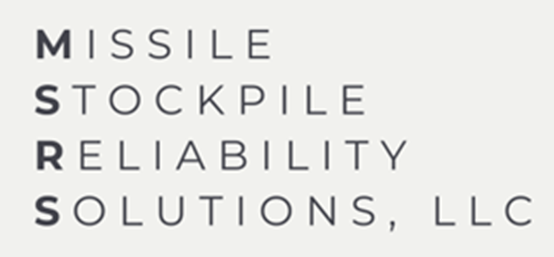 MISSILE
STOCKPILE
RELIABILITY
SOLUTIONS, LLC